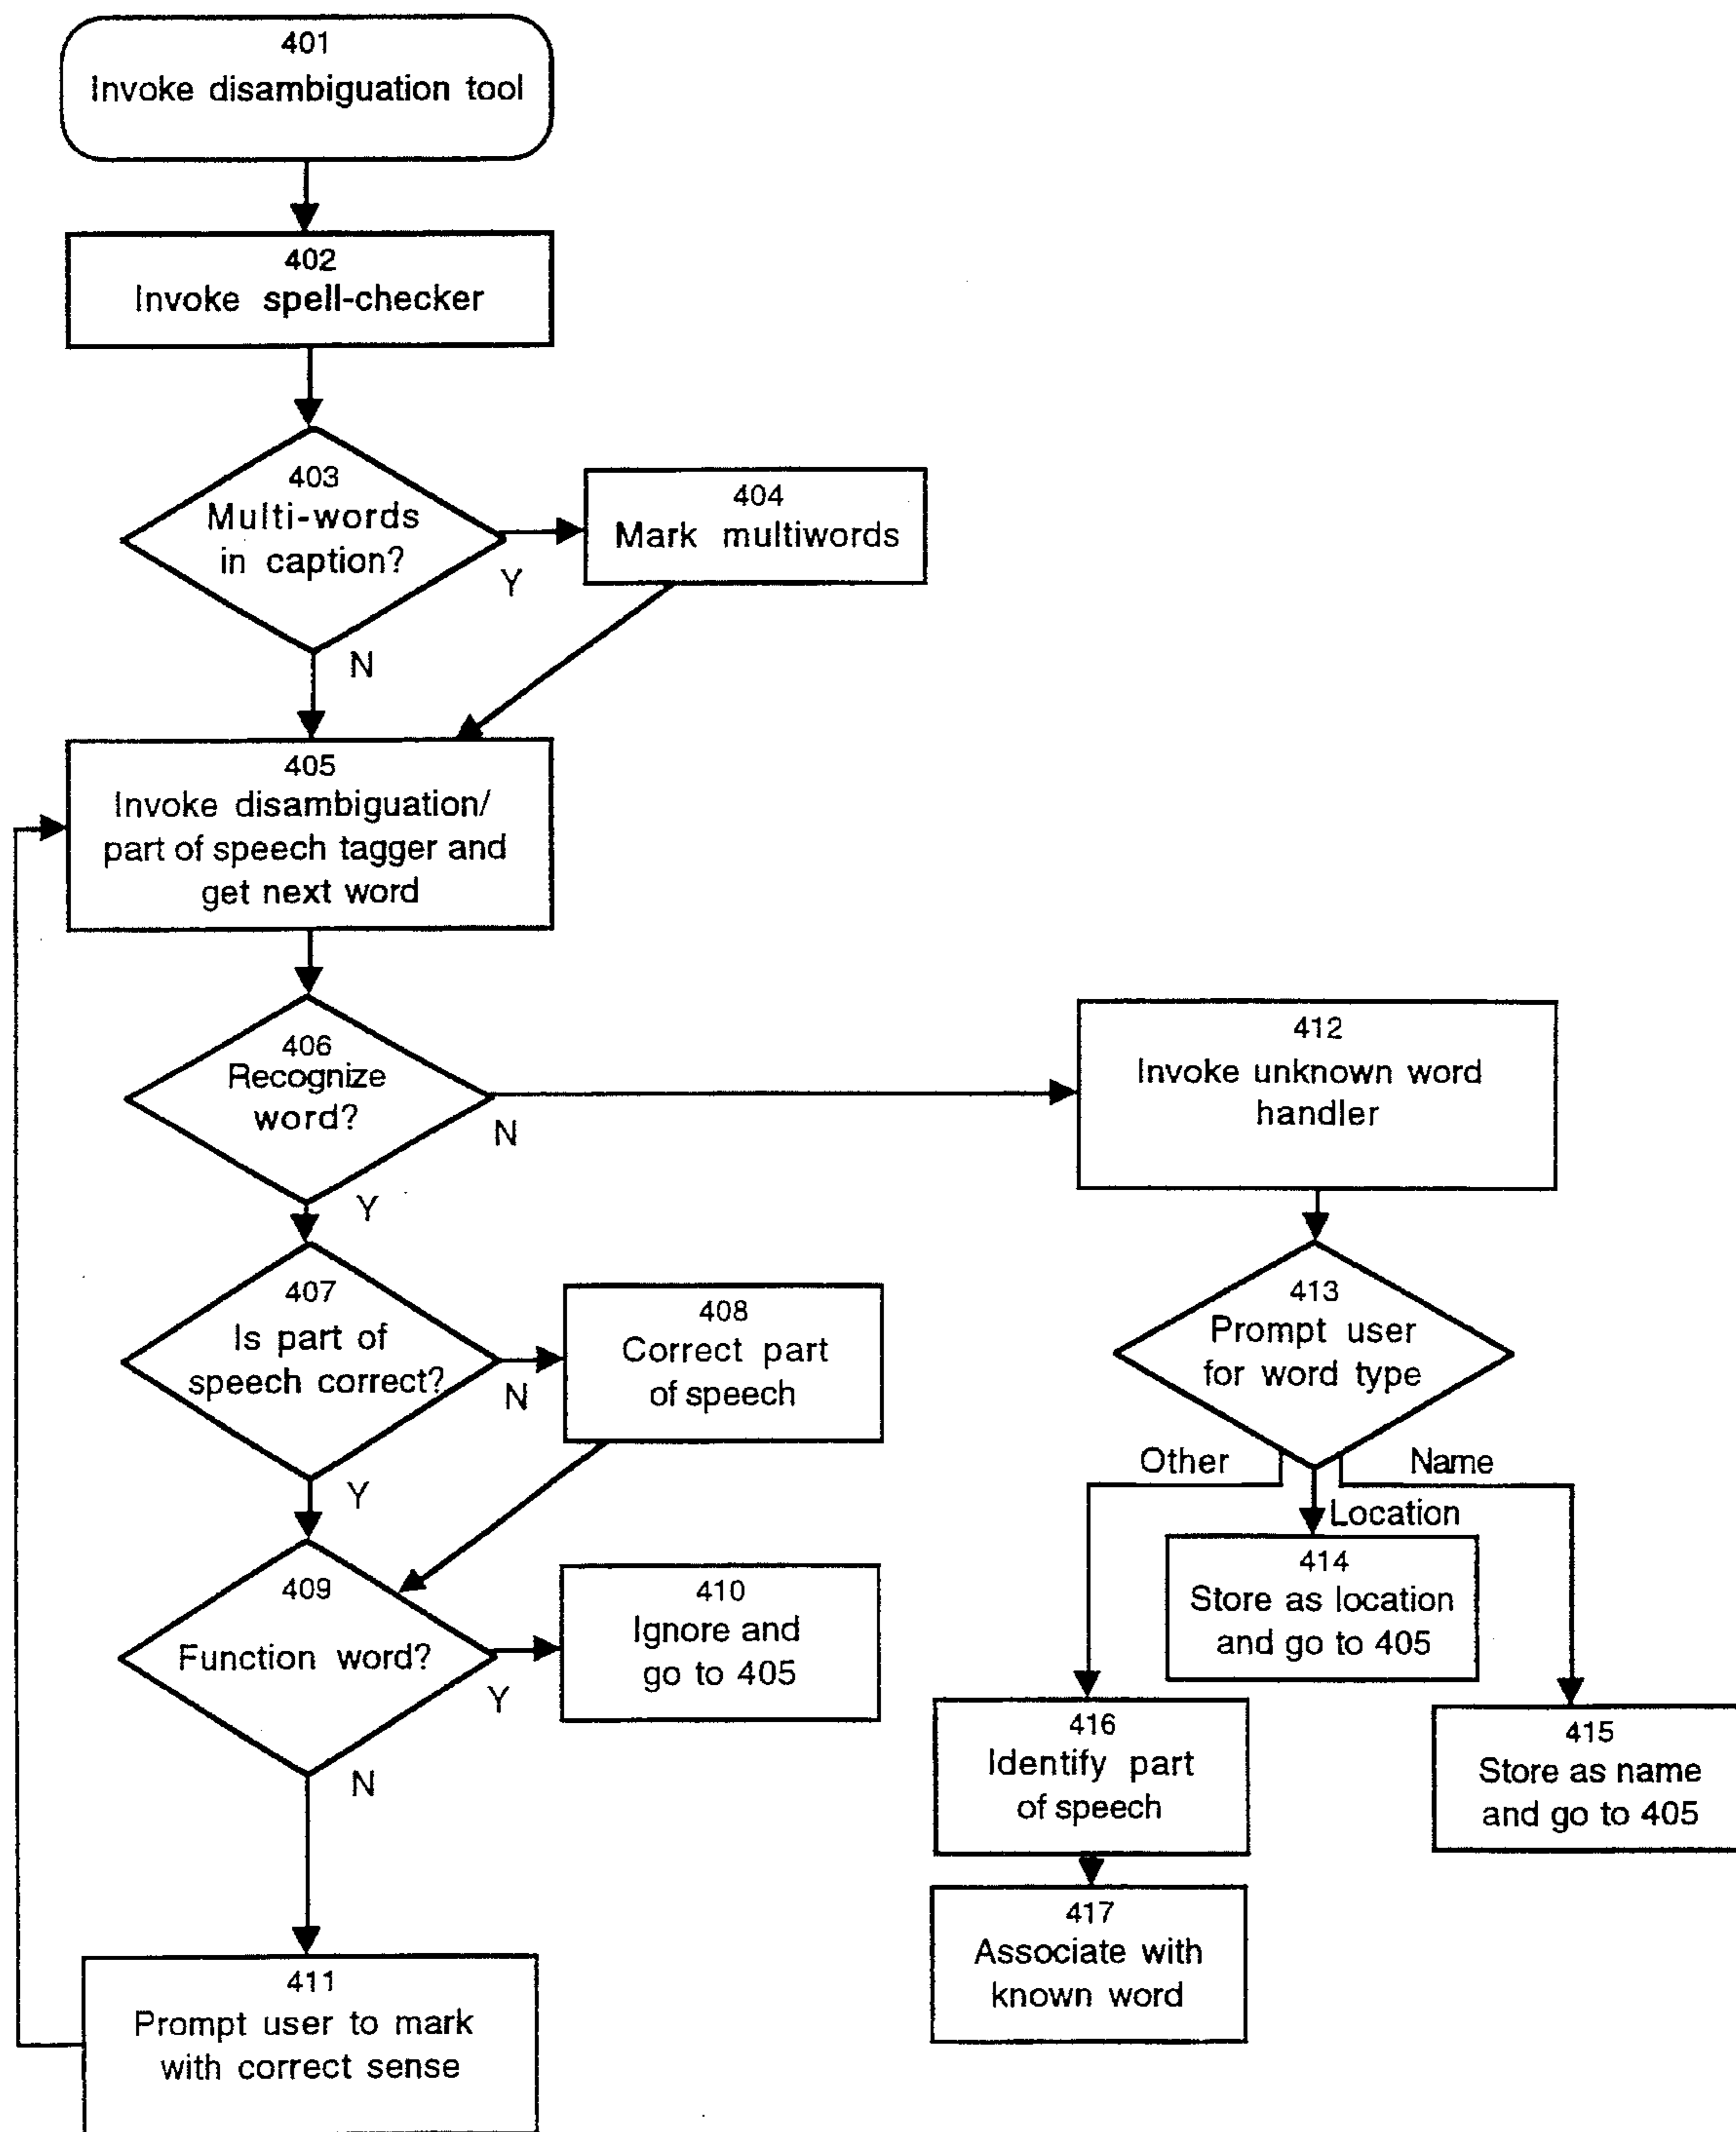 401
Invoke disambiguation tool
402
Invoke spell-checker
403
Multi-words
in caption?
Y
N
404
Mark multiwords
405
Invoke disambiguation/
part of speech tagger and
get next word
406
Recognize
word?
N
Y
412
Invoke unknown word
handler
407
Is part of
speech correct?
N
Y
408
Correct part
of speech
413
Prompt user
for word type
Other
Name
Location
409
Function word?
Y
N
410
Ignore and
go to 405
414
Store as location
and go to 405
416
Identify part
of speech
415
Store as name
and go to 405
417
Associate with
known word
411
Prompt user to mark
with correct sense